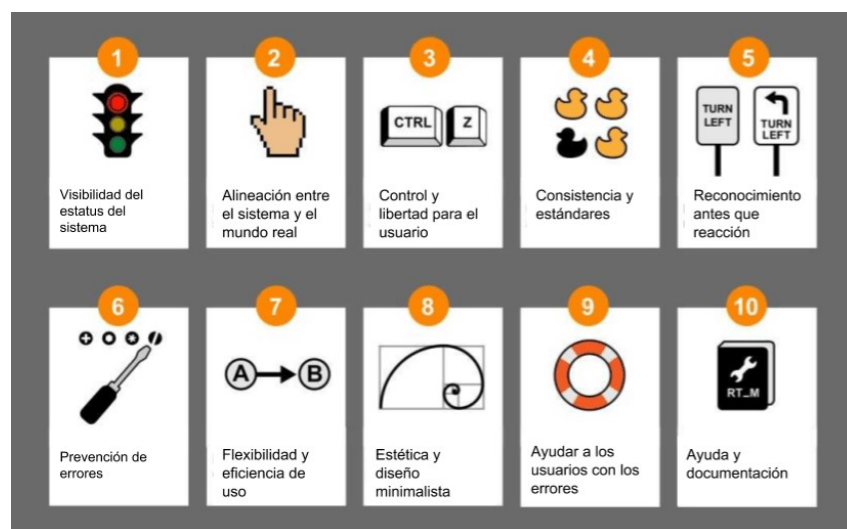 1
2
3
4
5
CTRL Z
TURN
LEFT
TURN
LEFT
Visibilidad del
estatus del
sistema
Alineación entre
el sistema y el
mundo real
Control y
libertad para el
usuario
Consistencia y
estándares
Reconocimiento
antes que
reacción
6
7
8
9
10
A B
RT_M
Prevención de
errores
Flexibilidad y
eficiencia de
uso
Estética y
diseño
minimalista
Ayudar a los
usuarios con los
errores
Ayuda y
documentación